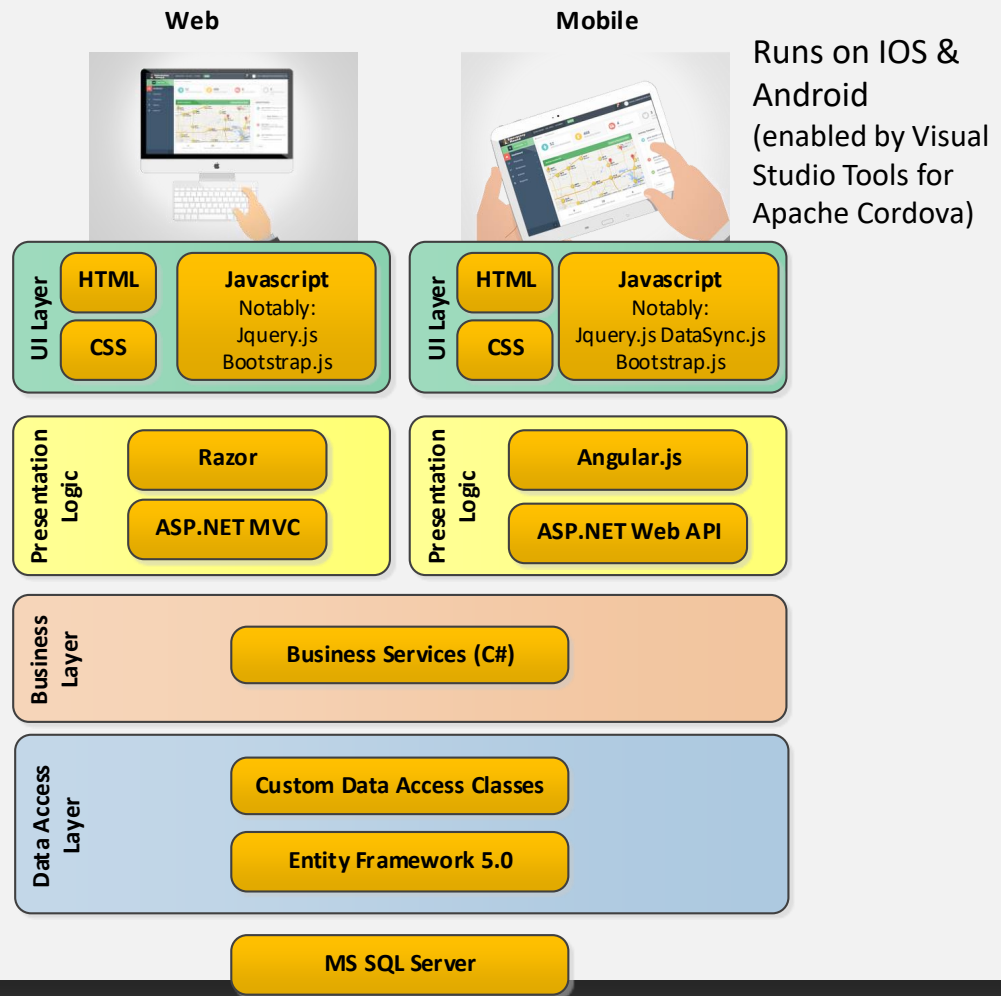 Web
Mobile
Runs on IOS &
Android
(enabled by Visual
Studio Tools for
Apache Cordova)
UI Layer
HTML
CSS
Javascript
Notably:
Jquery.js
Bootstrap.js
UI Layer
HTML
CSS
Javascript
Notably:
Jquery.js DataSync.js
Bootstrap.js
Presentation
Logic
Razor
ASP.NET MVC
Presentation
Logic
Angular.js
ASP.NET Web API
Business
Layer
Business Services (C#)
Data Access
Layer
Custom Data Access Classes
Entity Framework 5.0
MS SQL Server